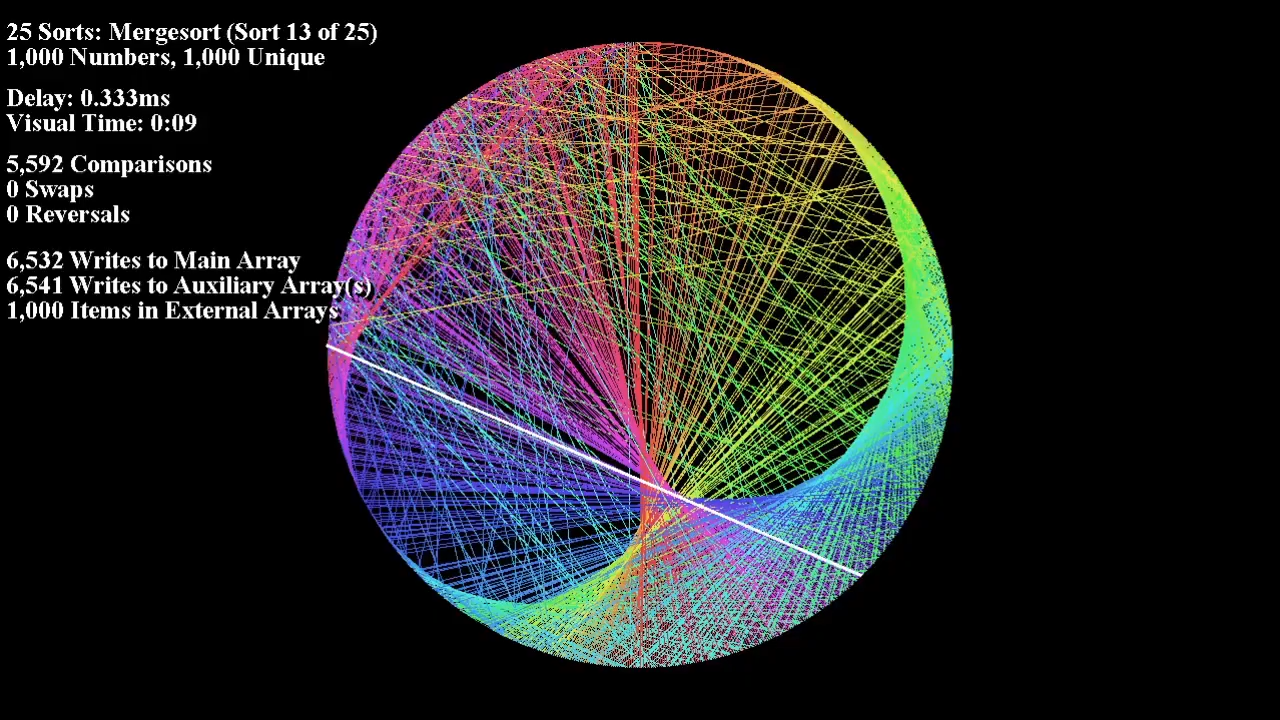 25 Sorts: Mergesort (Sort 13 of 25)
1,000 Numbers, 1,000 Unique
Delay: 0.333ms
Visual Time: 0:09
5,592 Comparisons
0 Swaps
0 Reversals
6,532 Writes to Main Array
6,541 Writes to Auxiliary Array(s)
1,000 Items in External Arrays